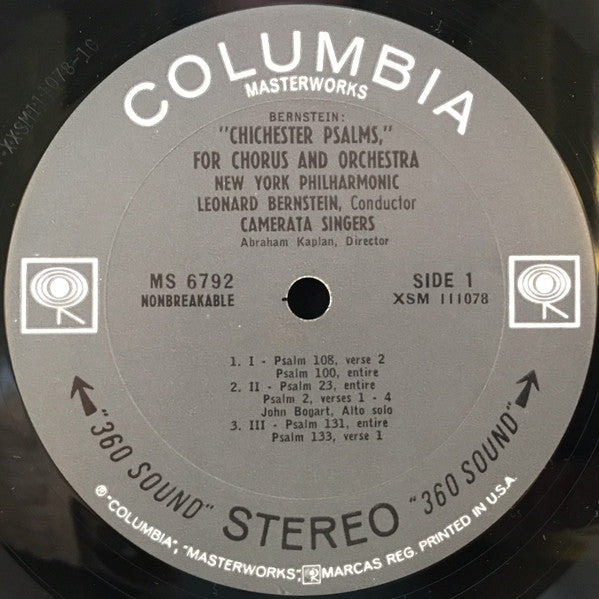 COLUMBIA
MASTERWORKS
BERNSTEIN:
"CHICHESTER PSALMS,"
FOR CHORUS AND ORCHESTRA
NEW YORK PHILHARMONIC
LEONARD BERNSTEIN, Conductor
CAMERATA SINGERS
Abraham Kaplan, Director
MS 6792
NONBREAKABLE
SIDE 1
XSM 111078
1. I - Psalm 108, verse 2
Psalm 100, entire
2. II - Psalm 23, entire
Psalm 2, verses 1 - 4
John Bogart, Alto solo
3. III - Psalm 131, entire
Psalm 133, verse 1
"360 SOUND" STEREO "360 SOUND"
® "COLUMBIA", "MASTERWORKS", MARCAS REG. PRINTED IN U.S.A.
XXSM111078-1C